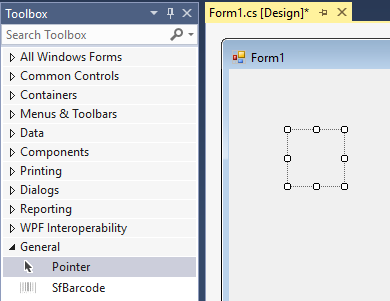 Toolbox
Form1.cs [Design]*
Search Toolbox
All Windows Forms
Form1
Common Controls
Containers
Menus & Toolbars
Data
Components
Printing
Dialogs
Reporting
WPF Interoperability
General
Pointer
SfBarcode